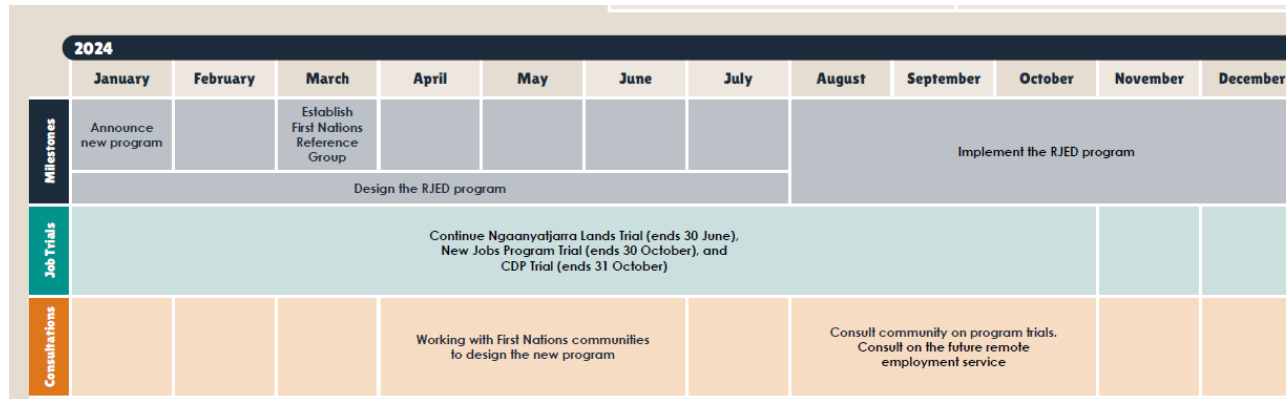 2024
January February March April May June July August September October November December
Milestones
Announce
new program
Establish
First Nations
Reference
Group
Implement the RJED program
Design the RJED program
Job Trials
Continue Ngaanyatjarra Lands Trial (ends 30 June),
New Jobs Program Trial (ends 30 October), and
CDP Trial (ends 31 October)
Consultations
Working with First Nations communities
to design the new program
Consult community on program trials.
Consult on the future remote
employment service